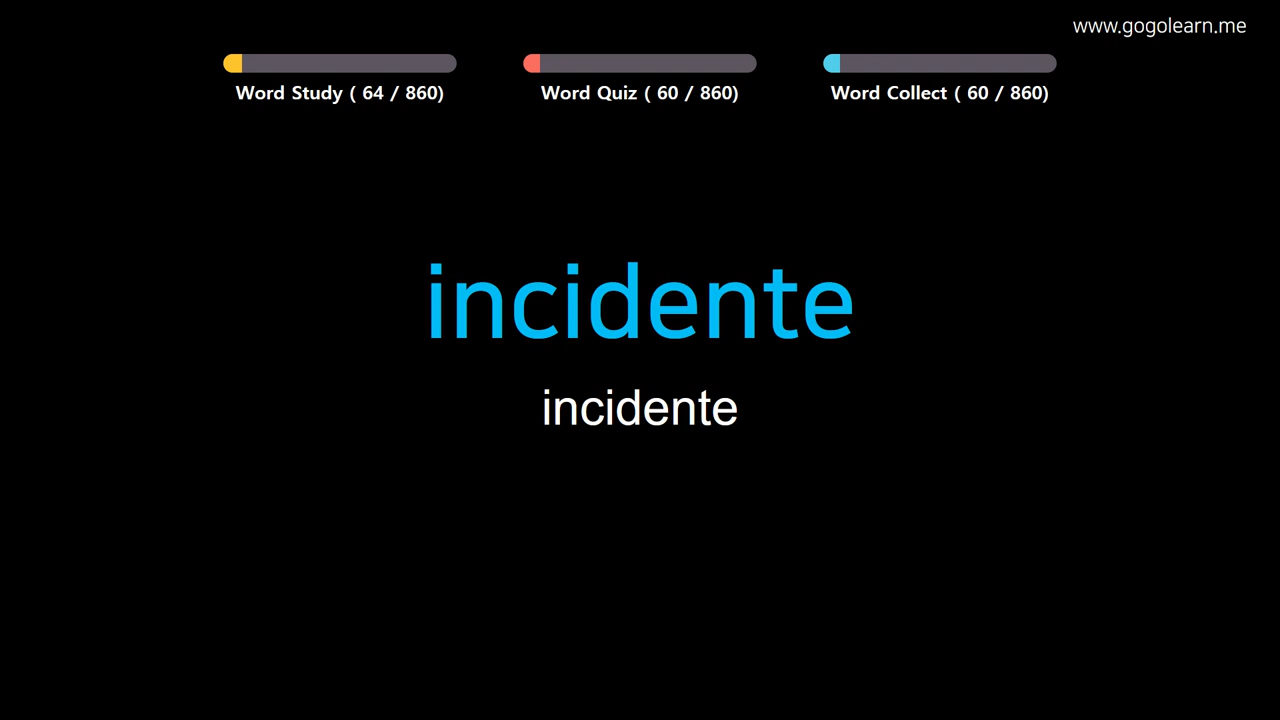 www.gogolearn.me
Word Study ( 64 / 860)
Word Quiz ( 60 / 860)
Word Collect ( 60 / 860)
incidente
incidente